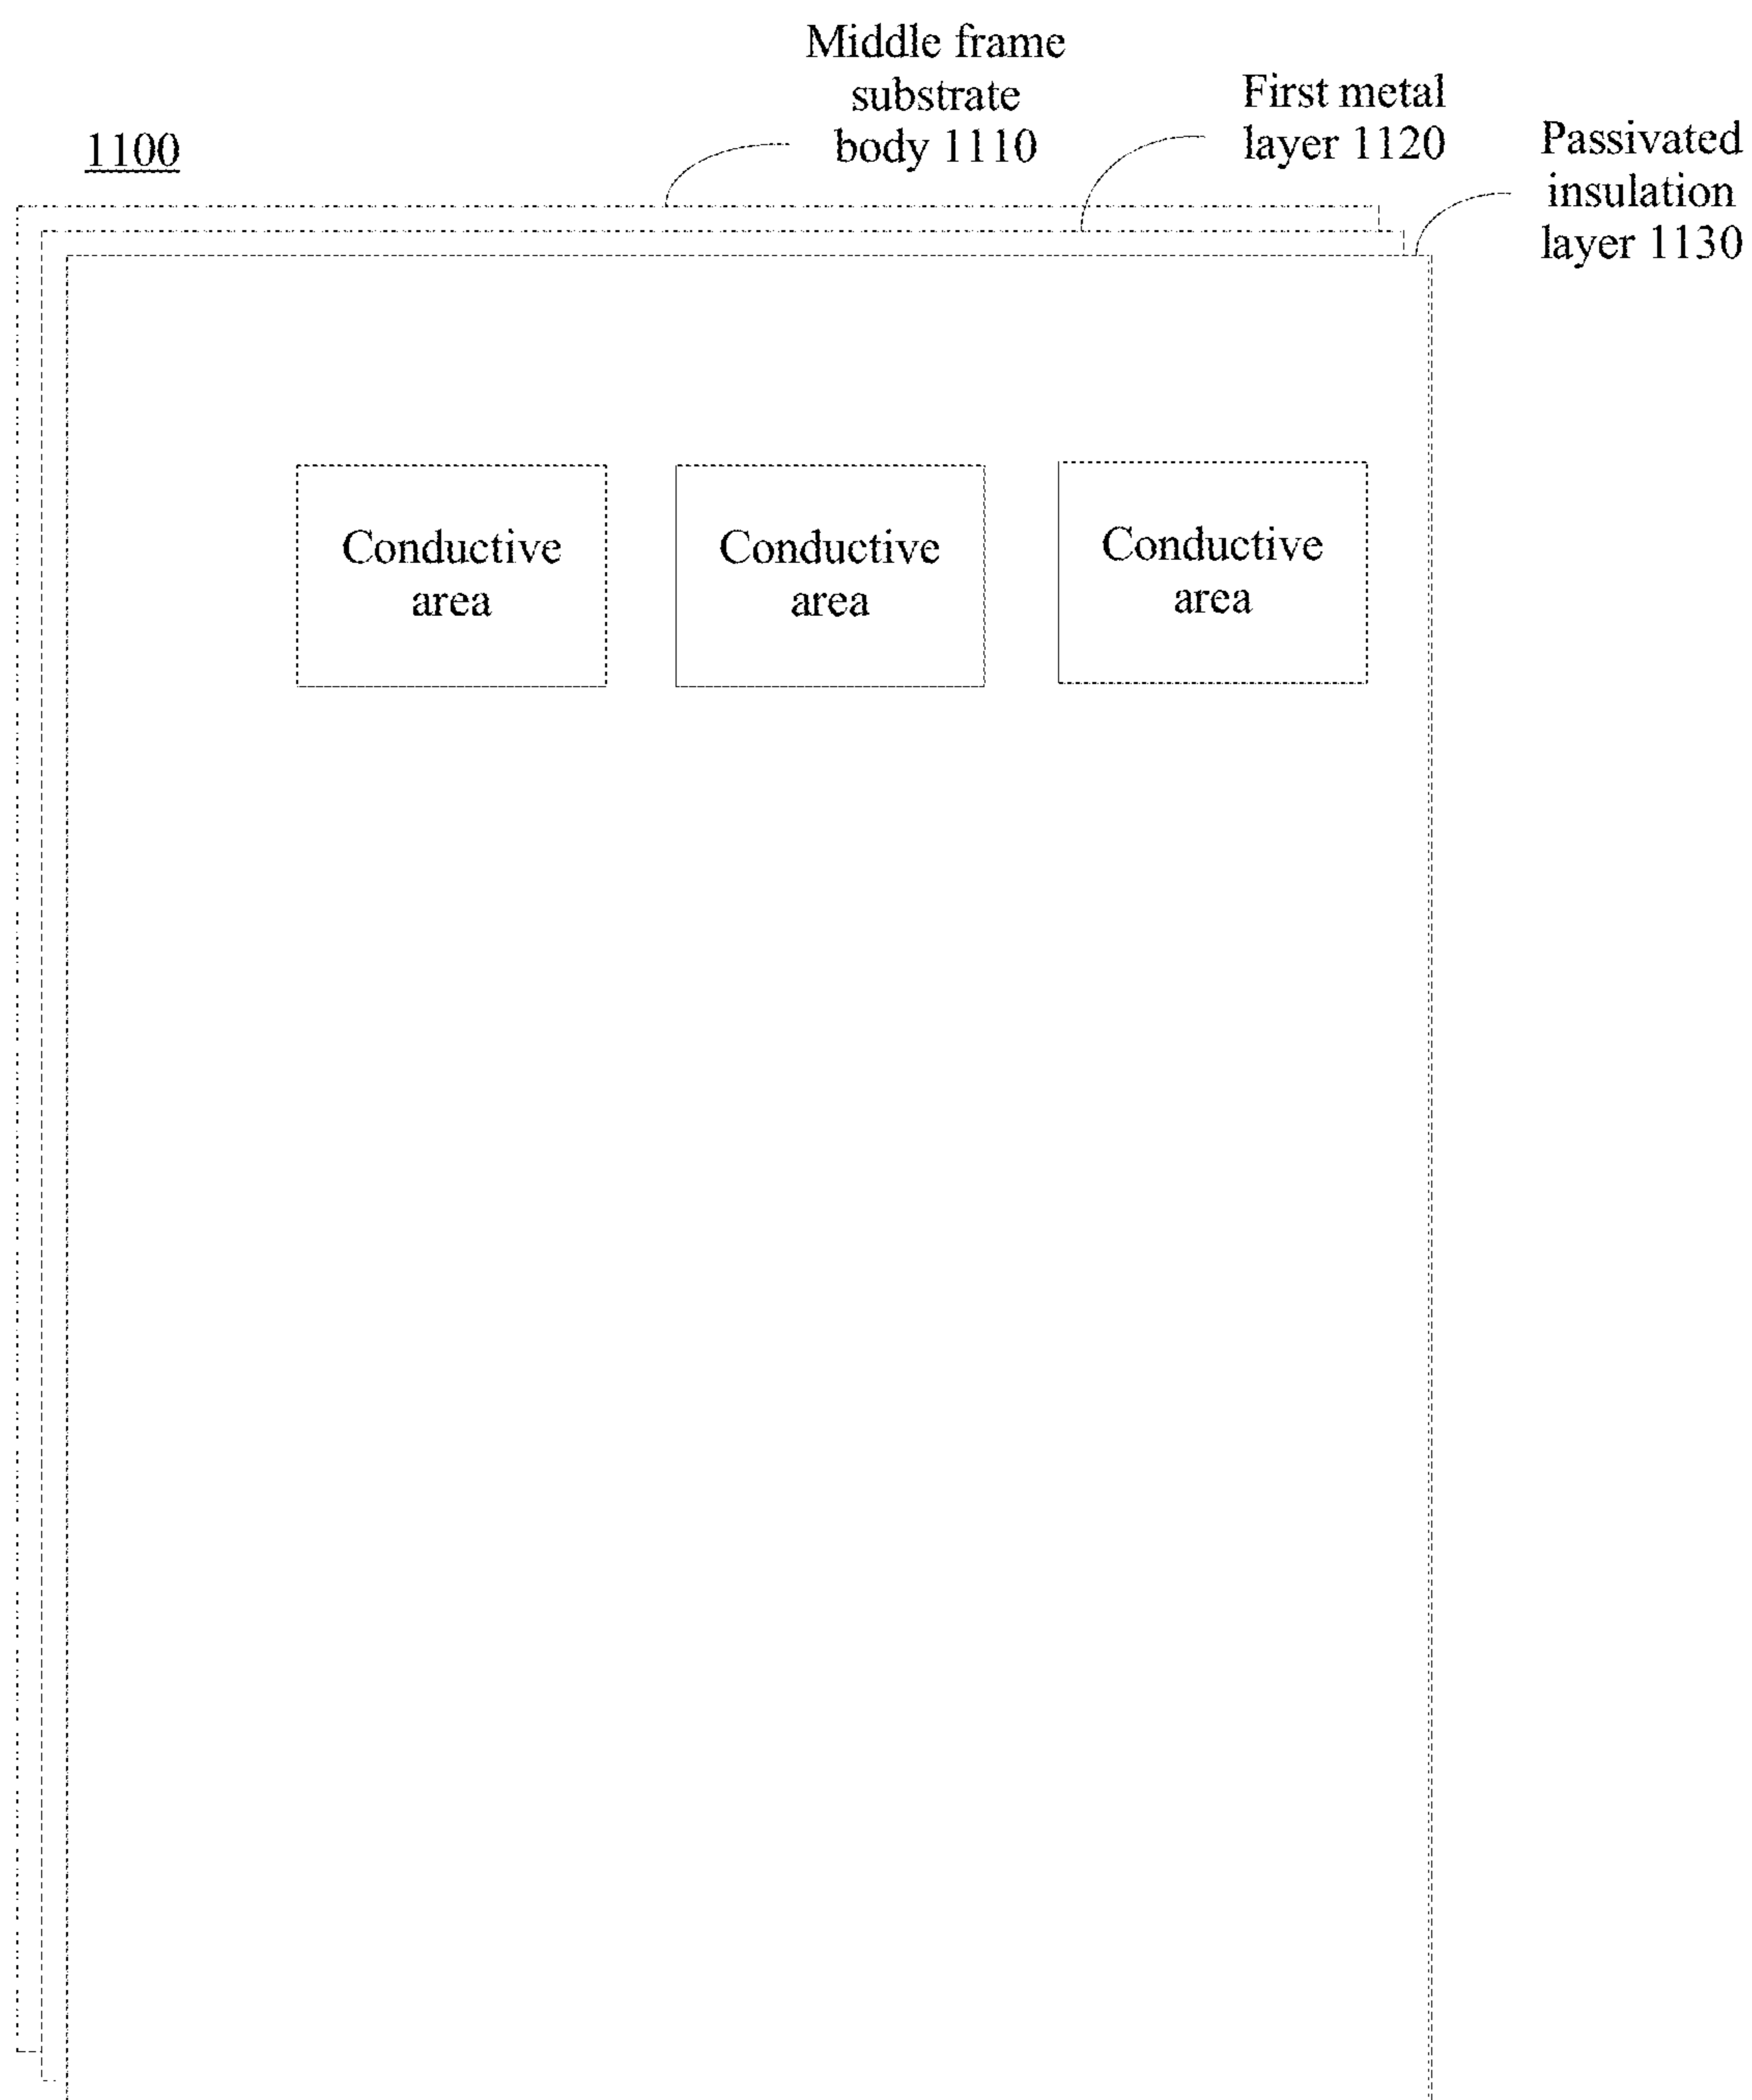 1100
Middle frame
substrate
body 1110
First metal
layer 1120
Passivated
insulation
layer 1130
Conductive
area
Conductive
area
Conductive
area